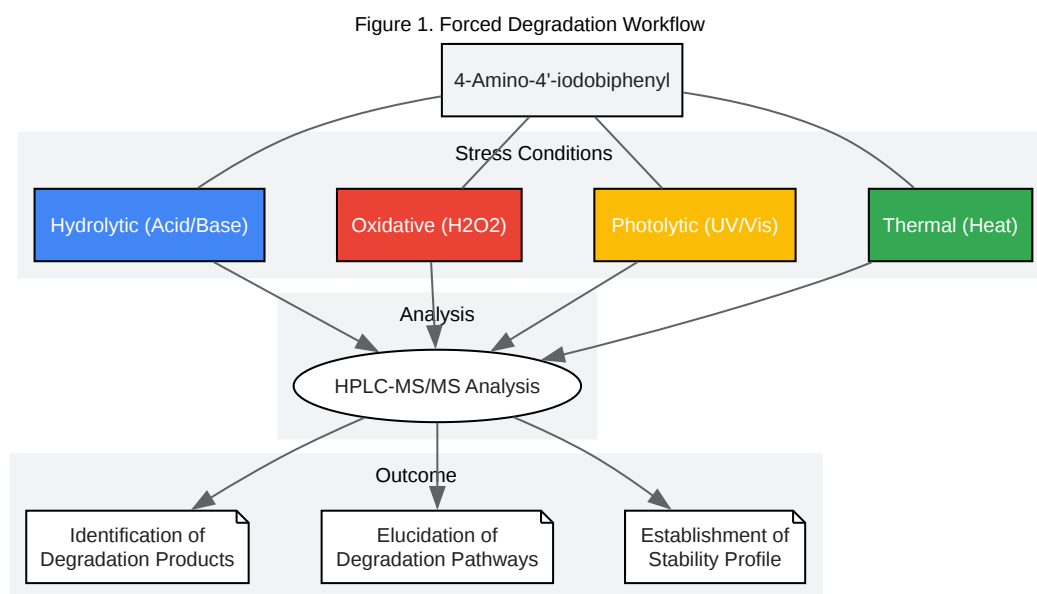 Figure 1. Forced Degradation Workflow
4-Amino-4'-iodobiphenyl
Stress Conditions
Hydrolytic (Acid/Base)
Oxidative (H2O2)
Photolytic (UV/Vis)
Thermal (Heat)
Analysis
HPLC-MS/MS Analysis
Outcome
Identification of
Degradation Products
Elucidation of
Degradation Pathways
Establishment of
Stability Profile